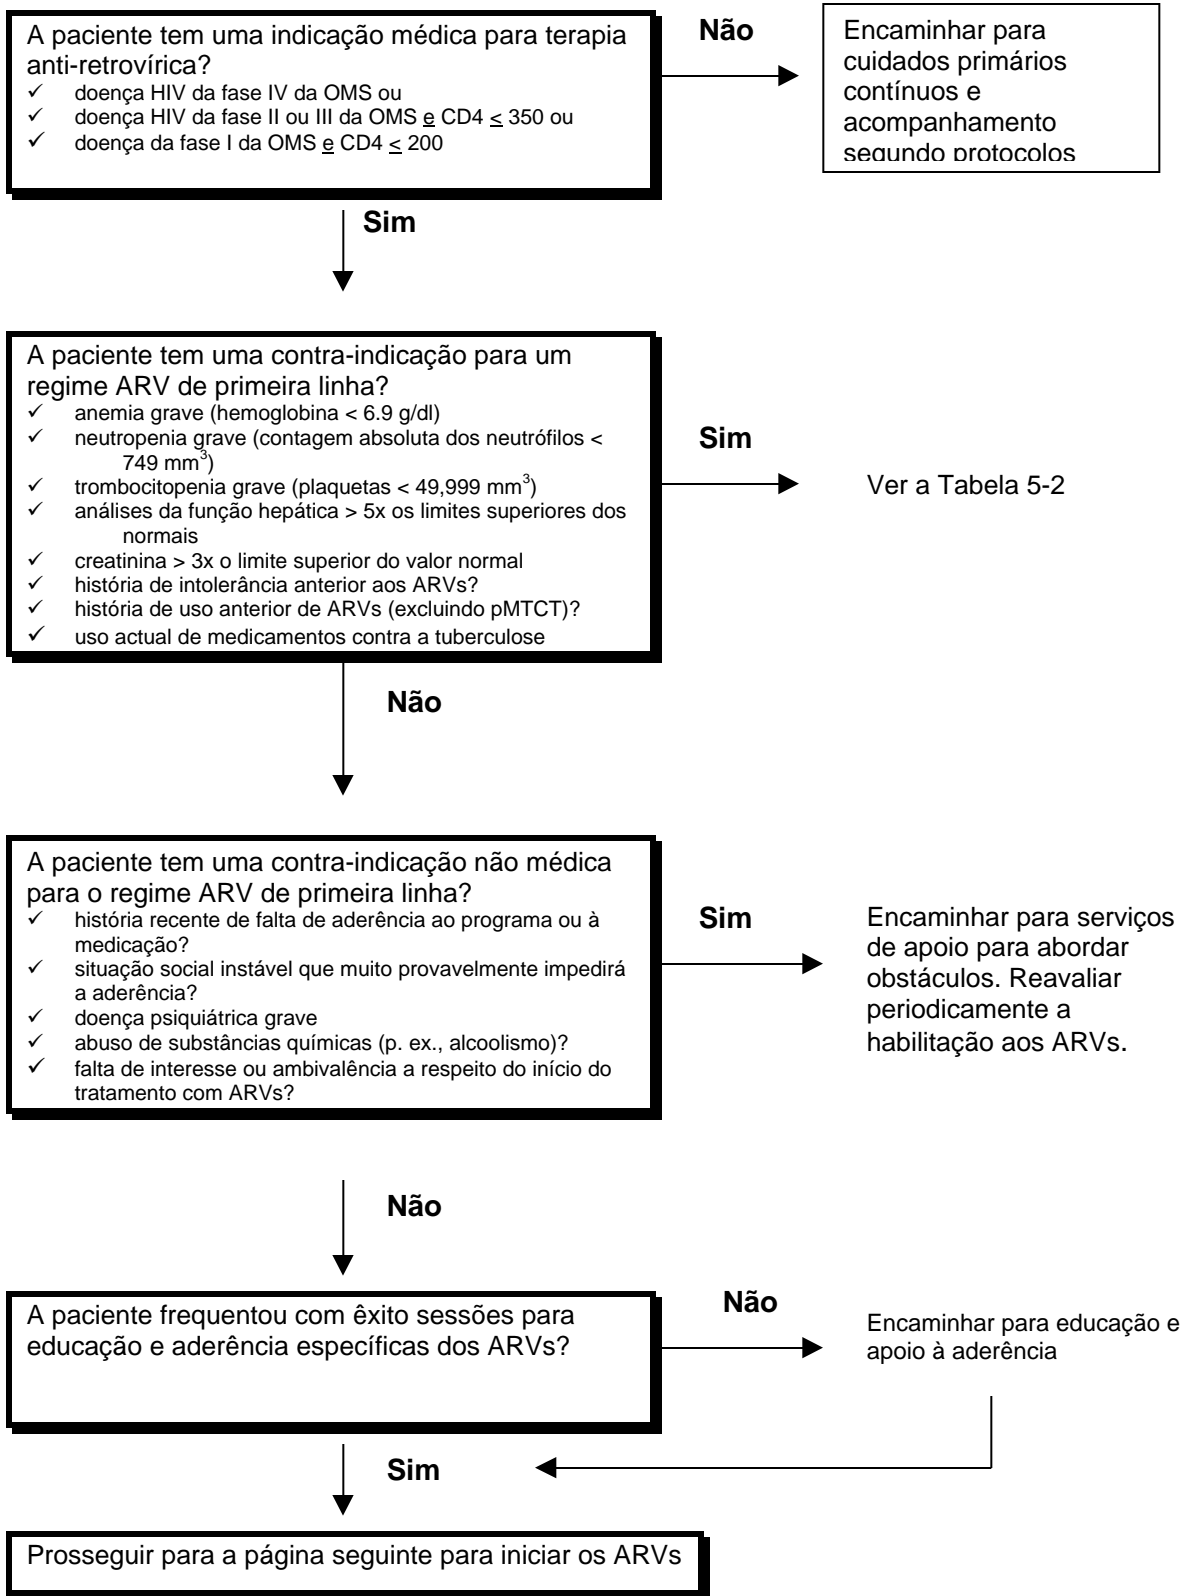 A paciente tem uma indicação médica para terapia
anti-retrovírica?
✓ doença HIV da fase IV da OMS ou
✓ doença HIV da fase II ou III da OMS e CD4 ≤ 350 ou
✓ doença da fase I da OMS e CD4 ≤ 200
Não
Encaminhar para
cuidados primários
contínuos e
acompanhamento
segundo protocolos
Sim
A paciente tem uma contra-indicação para um
regime ARV de primeira linha?
✓ anemia grave (hemoglobina < 6.9 g/dl)
✓ neutropenia grave (contagem absoluta dos neutrófilos <
749 mm³)
✓ trombocitopenia grave (plaquetas < 49,999 mm³)
✓ análises da função hepática > 5x os limites superiores dos
normais
✓ creatinina > 3x o limite superior do valor normal
✓ história de intolerância anterior aos ARVs?
✓ história de uso anterior de ARVs (excluindo pMTCT)?
✓ uso actual de medicamentos contra a tuberculose
Sim
Ver a Tabela 5-2
Não
A paciente tem uma contra-indicação não médica
para o regime ARV de primeira linha?
✓ história recente de falta de aderência ao programa ou à
medicação?
✓ situação social instável que muito provavelmente impedirá
a aderência?
✓ doença psiquiátrica grave
✓ abuso de substâncias químicas (p. ex., alcoolismo)?
✓ falta de interesse ou ambivalência a respeito do início do
tratamento com ARVs?
Sim
Encaminhar para serviços
de apoio para abordar
obstáculos. Reavaliar
periodicamente a
habilitação aos ARVs.
Não
A paciente frequentou com êxito sessões para
educação e aderência específicas dos ARVs?
Não
Encaminhar para educação e
apoio à aderência
Sim
Prosseguir para a página seguinte para iniciar os ARVs